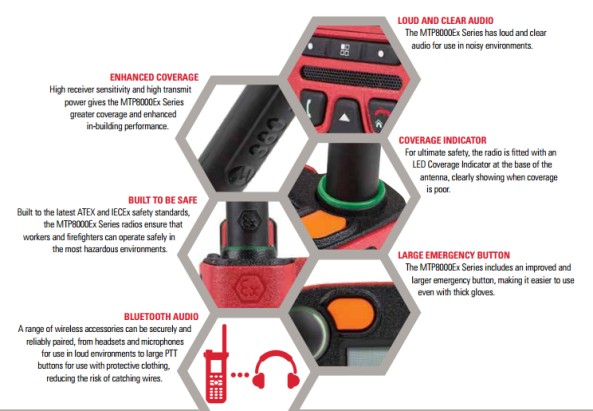 LOUD AND CLEAR AUDIO
The MTP8000Ex Series has loud and clear
audio for use in noisy environments.
ENHANCED COVERAGE
High receiver sensitivity and high transmit
power gives the MTP8000Ex Series
greater coverage and enhanced
in-building performance.
COVERAGE INDICATOR
For ultimate safety, the radio is fitted with an
LED Coverage Indicator at the base of the
antenna, clearly showing when coverage
is poor.
BUILT TO BE SAFE
Built to the latest ATEX and IECEx safety standards,
the MTP8000Ex Series radios ensure that
workers and firefighters can operate safely in
the most hazardous environments.
Ex
LARGE EMERGENCY BUTTON
The MTP8000Ex Series includes an improved and
larger emergency button, making it easier to use
even with thick gloves.
BLUETOOTH AUDIO
A range of wireless accessories can be securely and
reliably paired, from headsets and microphones
for use in loud environments to large PTT
buttons for use with protective clothing,
reducing the risk of catching wires.